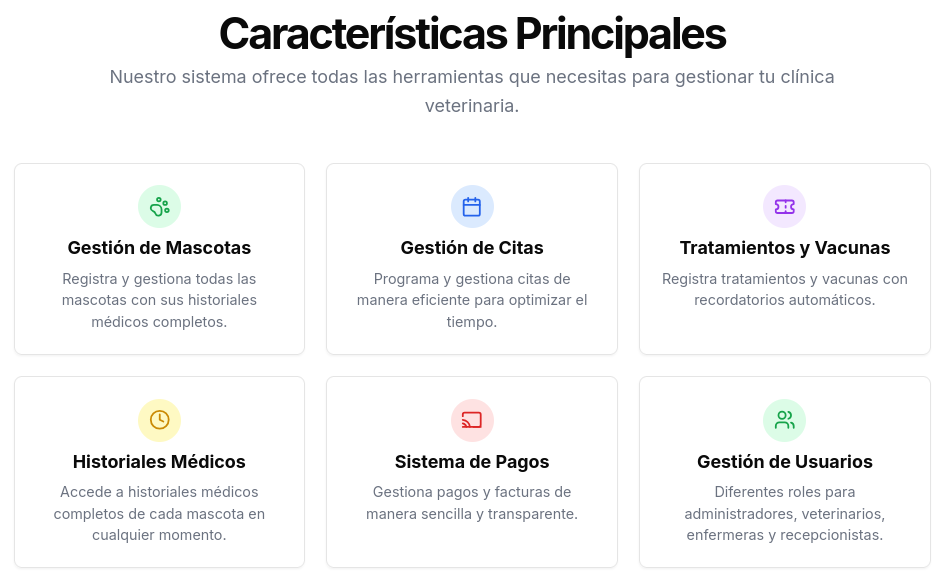 Características Principales
Nuestro sistema ofrece todas las herramientas que necesitas para gestionar tu clínica
veterinaria.
Gestión de Mascotas
Registra y gestiona todas las
mascotas con sus historiales
médicos completos.
Gestión de Citas
Programa y gestiona citas de
manera eficiente para optimizar el
tiempo.
Tratamientos y Vacunas
Registra tratamientos y vacunas con
recordatorios automáticos.
Historiales Médicos
Accede a historiales médicos
completos de cada mascota en
cualquier momento.
Sistema de Pagos
Gestiona pagos y facturas de
manera sencilla y transparente.
Gestión de Usuarios
Diferentes roles para
administradores, veterinarios,
enfermeras y recepcionistas.